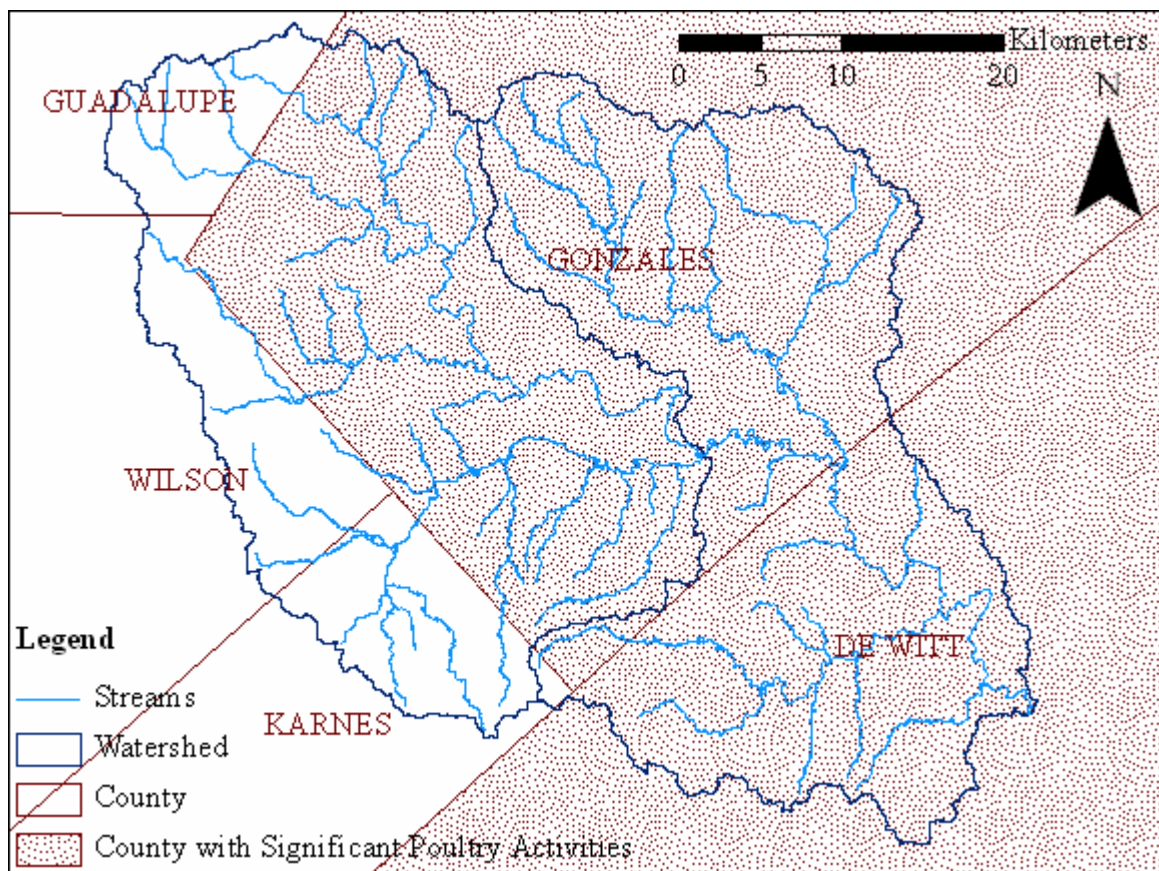 Kilometers
0 5 10 20
N
GUADALUPE
GONZALES
WILSON
DE WITT
KARNES
Legend
Streams
Watershed
County
County with Significant Poultry Activities